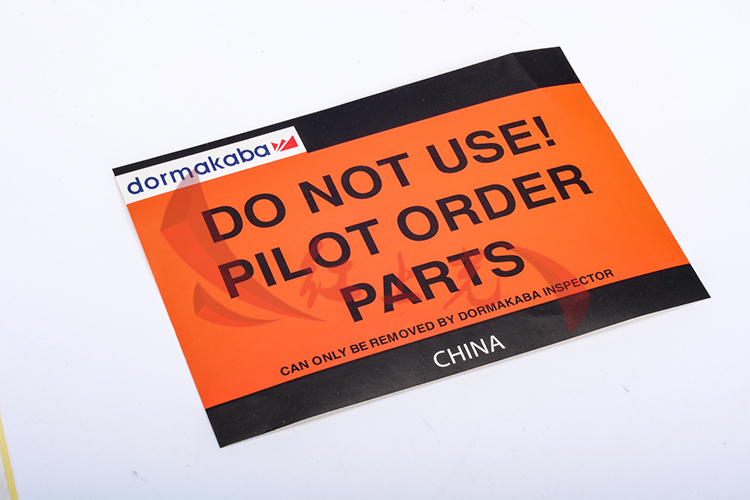 dormakaba
DO NOT USE!
PILOT ORDER
PARTS
CAN ONLY BE REMOVED BY DORMAKABA INSPECTOR
CHINA